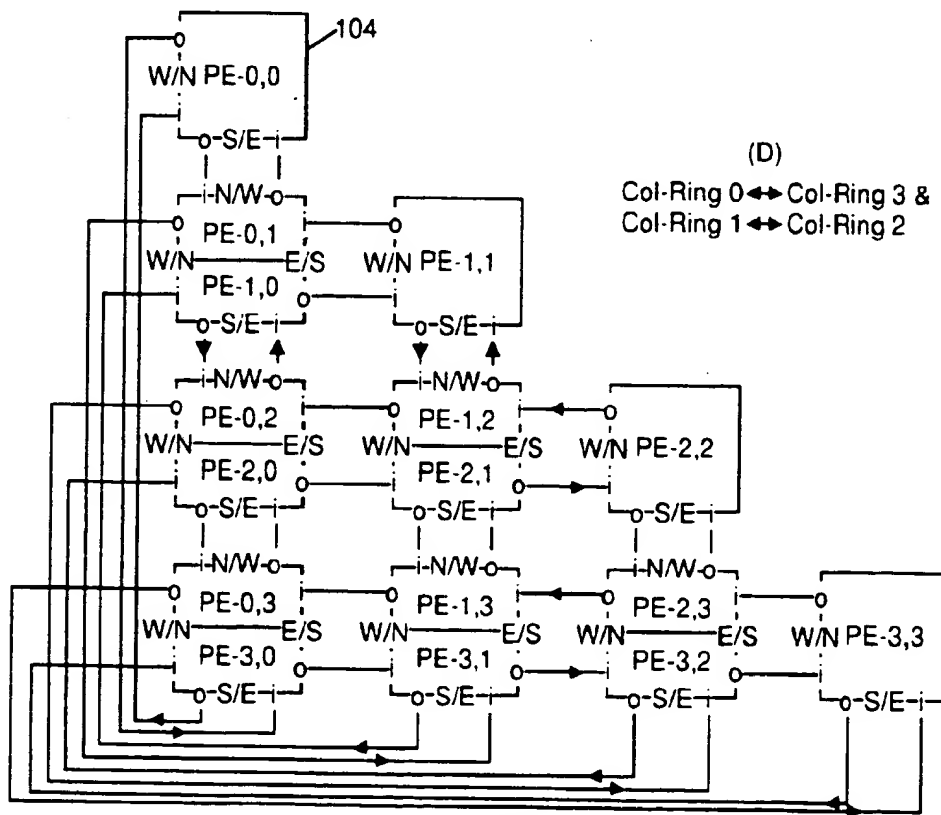 104
o
W/N PE-0,0
i
o S/E i
(D)
Col-Ring 0 ↔ Col-Ring 3 &
Col-Ring 1 ↔ Col-Ring 2
i N/W o
o PE-0,1 i o
W/N E/S W/N PE-1,1
i PE-1,0 o i
o S/E i o S/E i
i N/W o i N/W o
o PE-0,2 i o PE-1,2 i o
W/N E/S W/N E/S W/N PE-2,2
i PE-2,0 o i PE-2,1 o i
o S/E i o S/E i o S/E i
i N/W o i N/W o i N/W o
o PE-0,3 i o PE-1,3 i o PE-2,3 i o
W/N E/S W/N E/S W/N E/S W/N PE-3,3
i PE-3,0 o i PE-3,1 o i PE-3,2 o i
o S/E i o S/E i o S/E i o S/E i